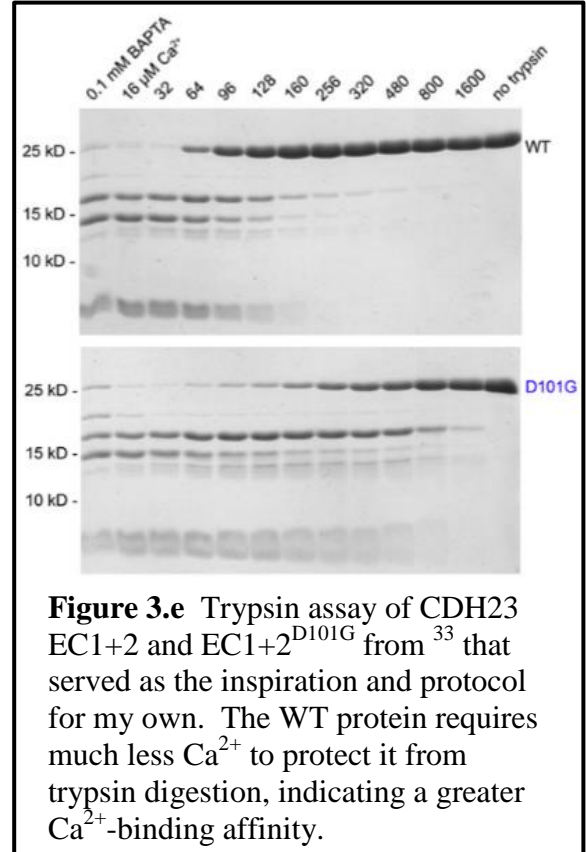 0.1 mM BAPTA 16 µM Ca²⁺ 32 64 96 128 160 256 320 480 800 1600 no trypsin
25 kD - WT
15 kD -
10 kD -
25 kD - D101G
15 kD -
10 kD -
Figure 3.e Trypsin assay of CDH23
EC1+2 and EC1+2^D101G from ³³ that
served as the inspiration and protocol
for my own. The WT protein requires
much less Ca²⁺ to protect it from
trypsin digestion, indicating a greater
Ca²⁺-binding affinity.